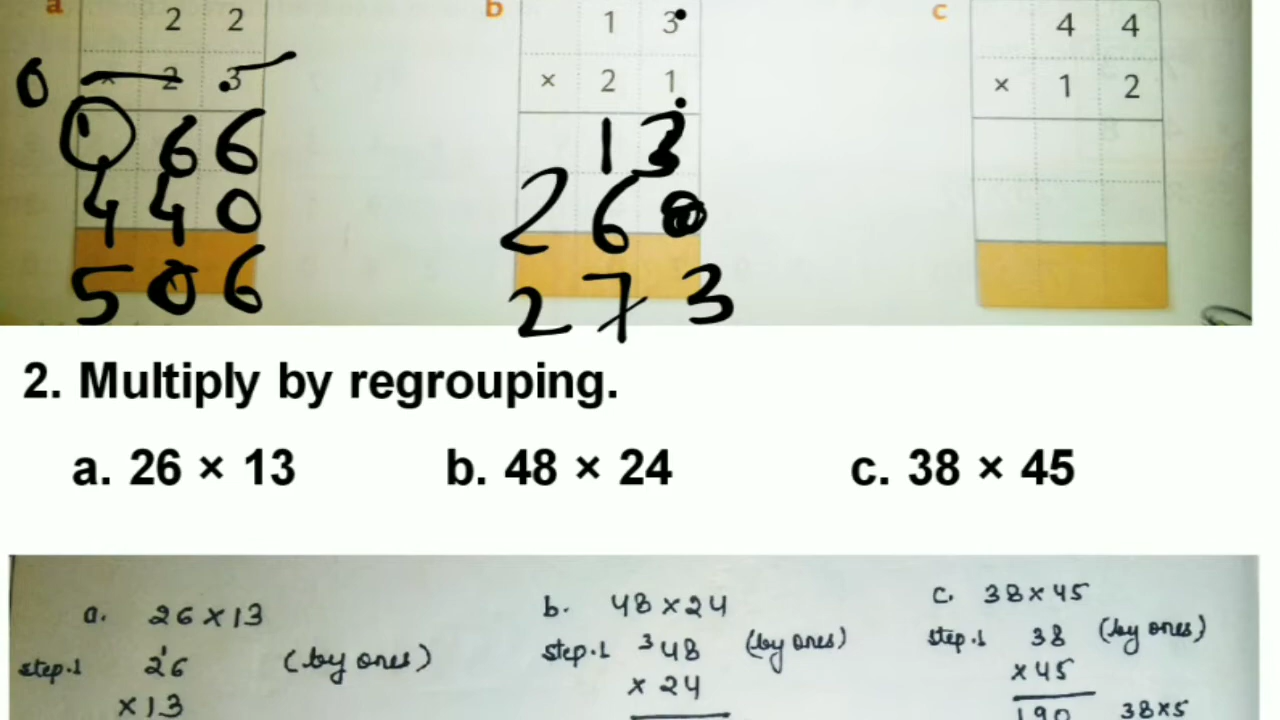 a b c
2 2
0 × 2 3
1 6 6
4 4 0
5 0 6
1 3
× 2 1
1 3
2 6 0
2 7 3
4 4
× 1 2
2. Multiply by regrouping.
a. 26 × 13 b. 48 × 24 c. 38 × 45
a. 26 × 13
step.1 26 (by ones)
1
× 13
b. 48 × 24
step.1 ³48 (by ones)
× 24
c. 38 × 45
step.1 38 (by ones)
× 45
190 38×5